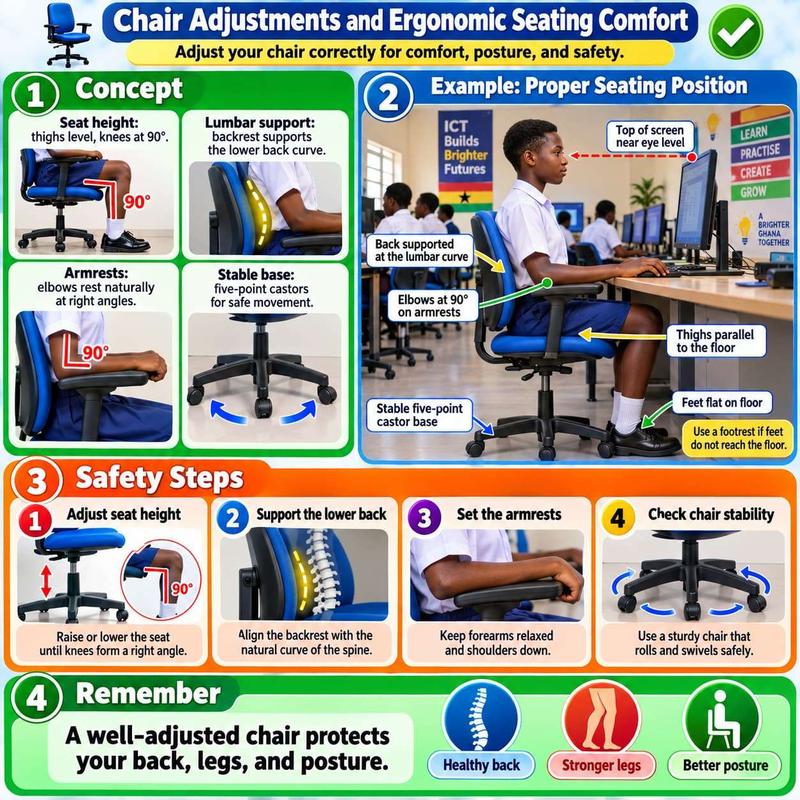 Chair Adjustments and Ergonomic Seating Comfort
Adjust your chair correctly for comfort, posture, and safety.
1 Concept
Seat height:
thighs level, knees at 90°.
90°
Lumbar support:
backrest supports
the lower back curve.
Armrests:
elbows rest naturally
at right angles.
90°
Stable base:
five-point castors
for safe movement.
2 Example: Proper Seating Position
ICT
Builds
Brighter
Futures
Top of screen
near eye level
LEARN
PRACTISE
CREATE
GROW
A
BRIGHTER
GHANA
TOGETHER
Back supported
at the lumbar curve
Elbows at 90°
on armrests
Thighs parallel
to the floor
Stable five-point
castor base
Feet flat on floor
Use a footrest if feet
do not reach the floor.
3 Safety Steps
1 Adjust seat height
90°
Raise or lower the seat
until knees form a right angle.
2 Support the lower back
Align the backrest with the
natural curve of the spine.
3 Set the armrests
Keep forearms relaxed
and shoulders down.
4 Check chair stability
Use a sturdy chair that
rolls and swivels safely.
4 Remember
A well-adjusted chair protects
your back, legs, and posture.
Healthy back
Stronger legs
Better posture